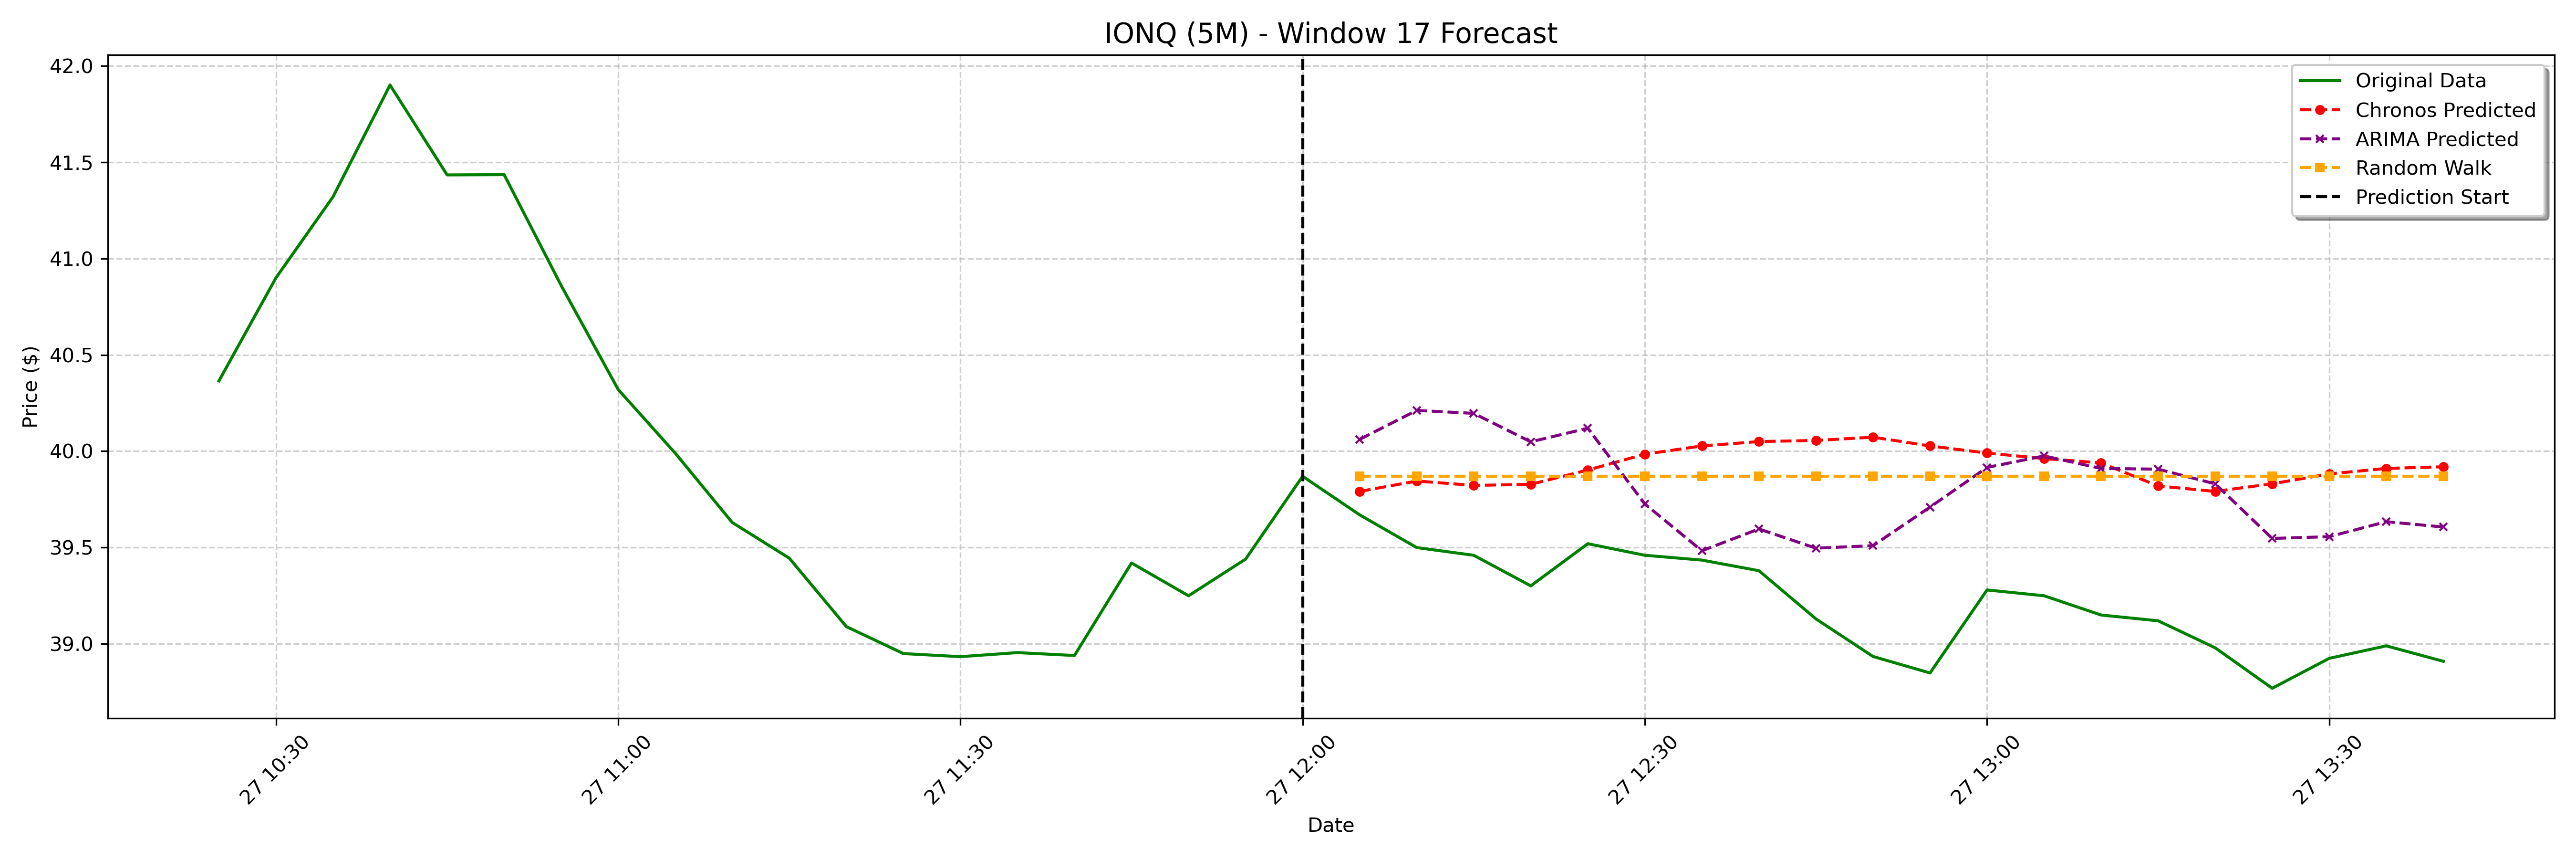 IONQ (5M) - Window 17 Forecast
42.0
41.5
41.0
40.5
40.0
39.5
39.0
Price ($)
Original Data
Chronos Predicted
ARIMA Predicted
Random Walk
Prediction Start
27 10:30
27 11:00
27 11:30
27 12:00
27 12:30
27 13:00
27 13:30
Date